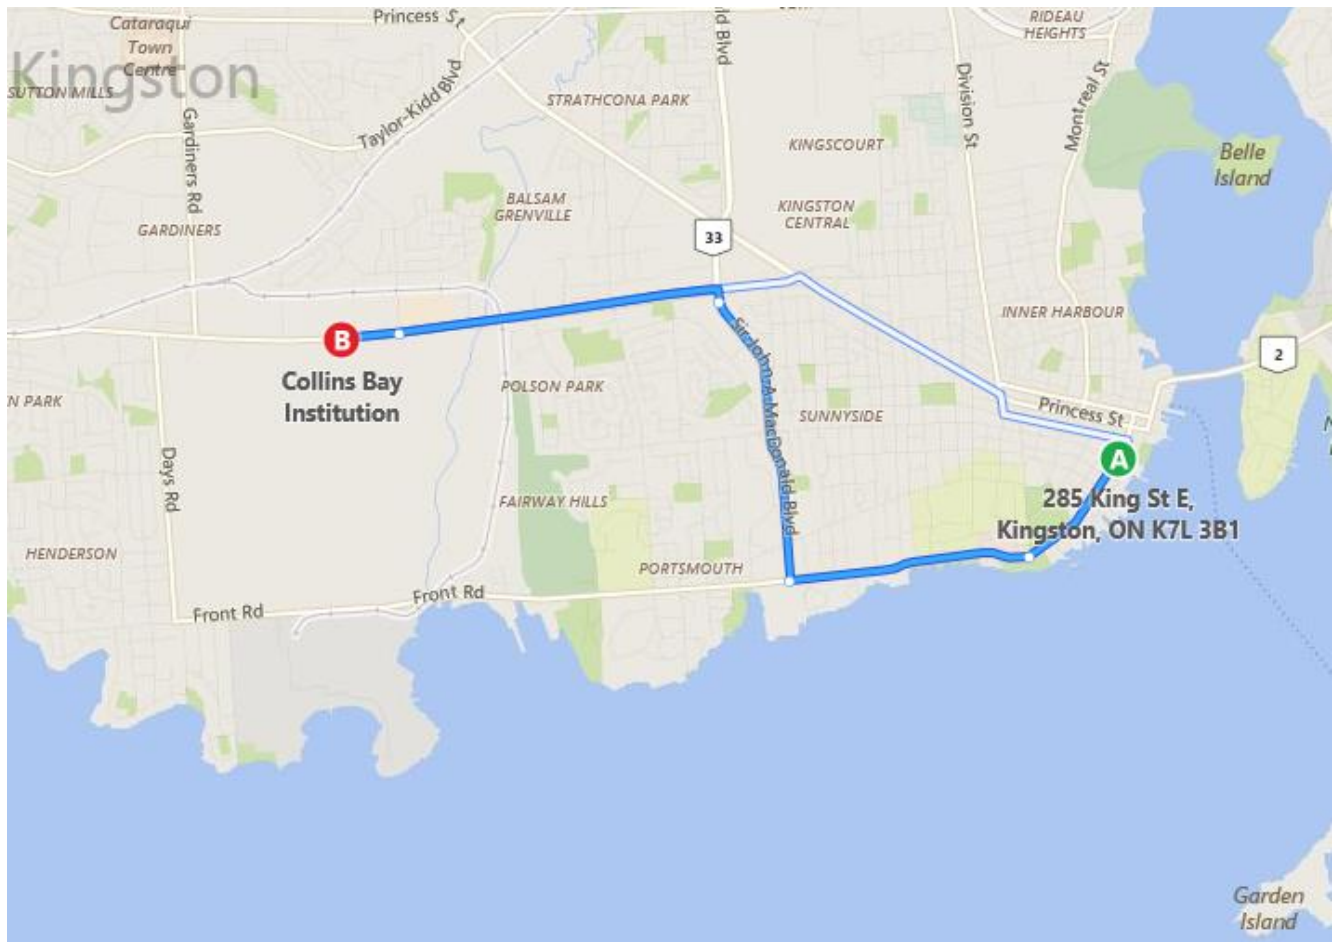 Princess St
ld Blvd
RIDEAU
HEIGHTS
Cataraqui
Town
Centre
Kingston
SUTTON MILLS
Taylor-Kidd Blvd
STRATHCONA PARK
Division St
Montreal St
Gardiners Rd
KINGSCOURT
Belle
Island
BALSAM
GRENVILLE
KINGSTON
CENTRAL
GARDINERS
33
INNER HARBOUR
B
Sir John A MacDonald Blvd
2
Collins Bay
Institution
POLSON PARK
N PARK
SUNNYSIDE
Princess St
A
Days Rd
FAIRWAY HILLS
285 King St E,
Kingston, ON K7L 3B1
HENDERSON
PORTSMOUTH
Front Rd
Front Rd
Garden
Island